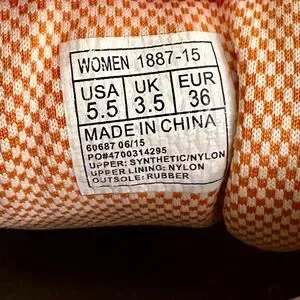 WOMEN 1887-15
USA UK EUR
5.5 3.5 36
MADE IN CHINA
60687 06/15
PO#4700314295
UPPER: SYNTHETIC/NYLON
UPPER LINING: NYLON
OUTSOLE: RUBBER